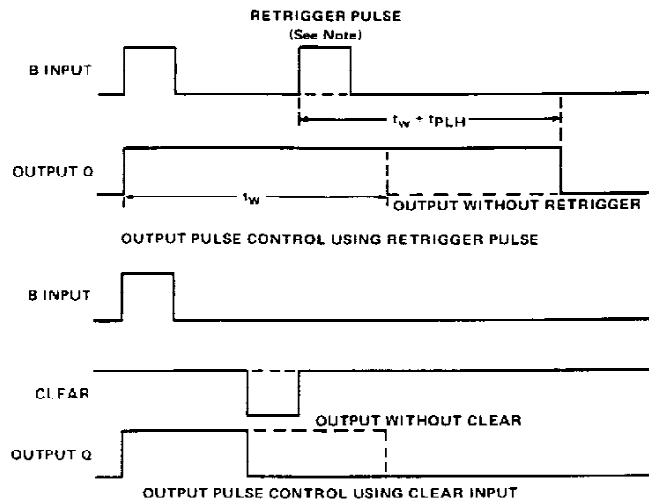 RETRIGGER PULSE
(See Note)
B INPUT
tw + tPLH
OUTPUT Q
tw
OUTPUT WITHOUT RETRIGGER
OUTPUT PULSE CONTROL USING RETRIGGER PULSE
B INPUT
CLEAR
OUTPUT WITHOUT CLEAR
OUTPUT Q
OUTPUT PULSE CONTROL USING CLEAR INPUT